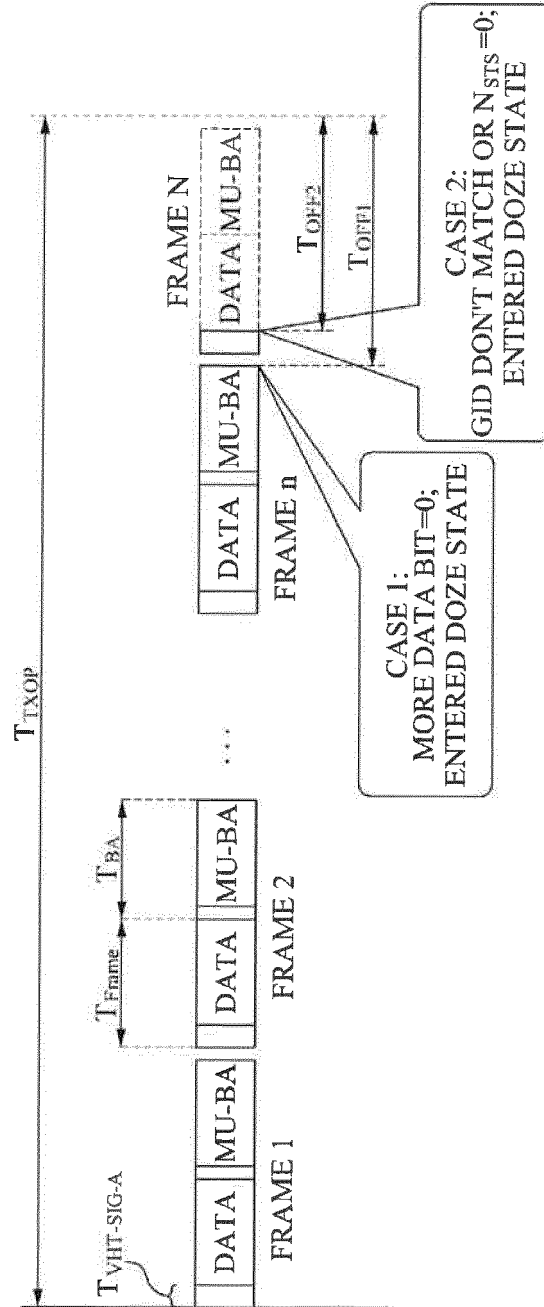 T_TXOP
T_VHT-SIG-A
T_Frame
T_BA
DATA
MU-BA
FRAME 1
DATA
MU-BA
FRAME 2
...
DATA
MU-BA
FRAME n
FRAME N
DATA MU-BA
T_OFF2
T_OFF1
CASE 1:
MORE DATA BIT=0;
ENTERED DOZE STATE
CASE 2:
GID DON'T MATCH OR N_STS=0;
ENTERED DOZE STATE